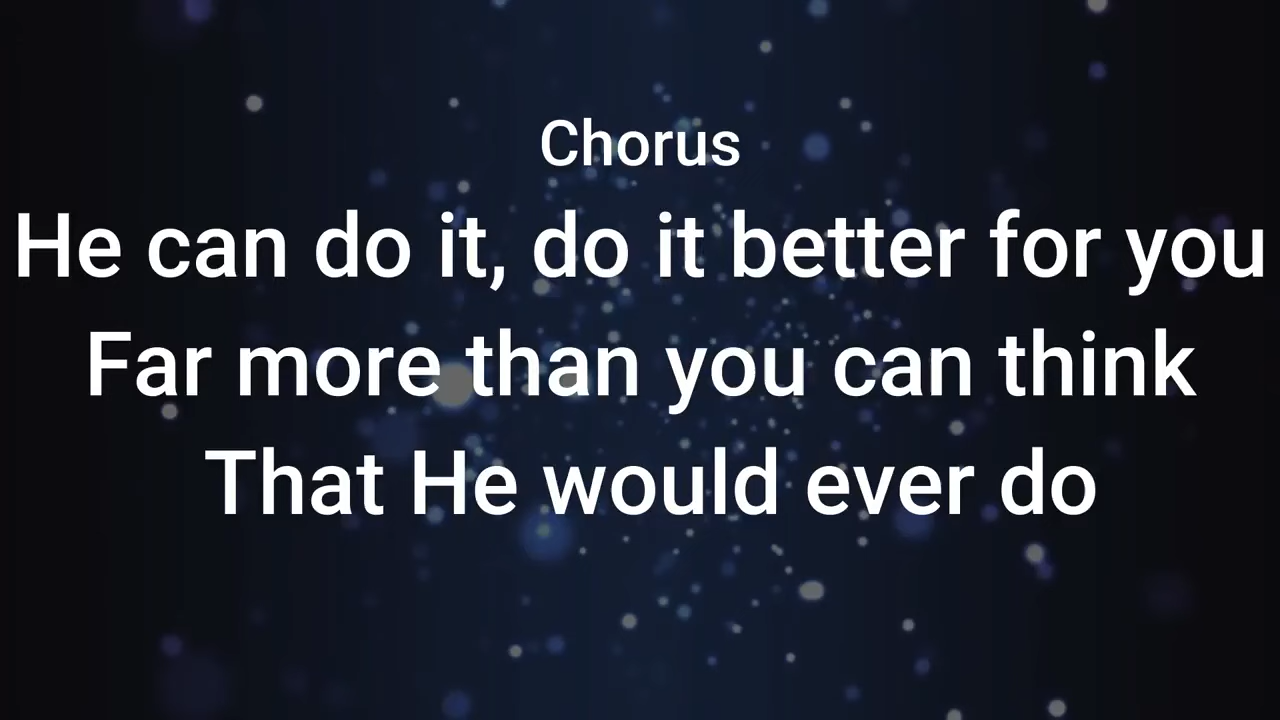 Chorus
He can do it, do it better for you
Far more than you can think
That He would ever do